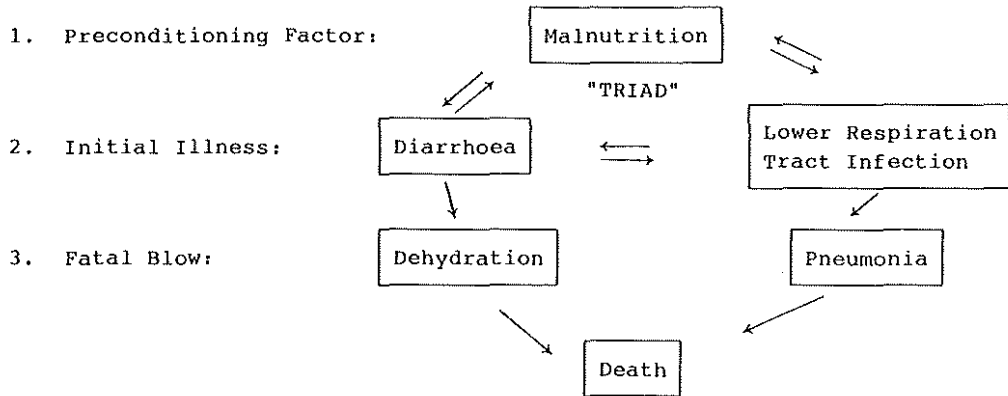 1. Preconditioning Factor: Malnutrition
"TRIAD"
2. Initial Illness: Diarrhoea Lower Respiration
Tract Infection
3. Fatal Blow: Dehydration Pneumonia
Death